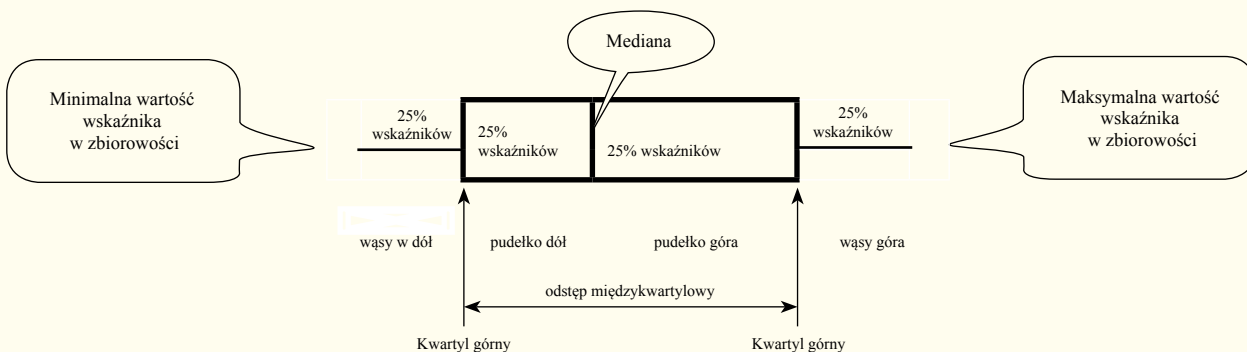 Mediana
Minimalna wartość
wskaźnika
w zbiorowości
Maksymalna wartość
wskaźnika
w zbiorowości
25%
wskaźników
25%
wskaźników
25% wskaźników
25%
wskaźników
wąsy w dół
pudełko dół
pudełko góra
wąsy góra
odstęp międzykwartylowy
Kwartyl górny
Kwartyl górny